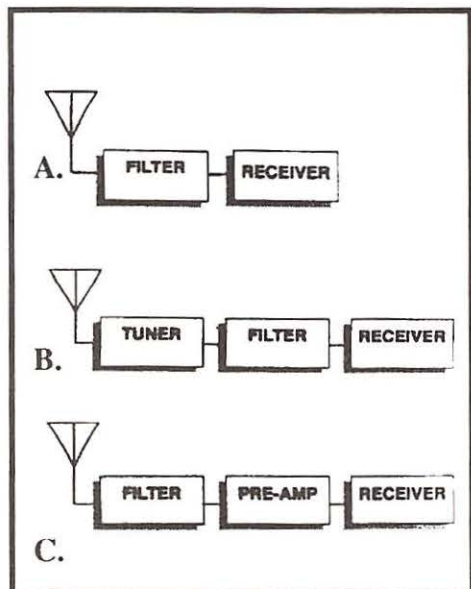 A.
FILTER RECEIVER
B.
TUNER FILTER RECEIVER
C.
FILTER PRE-AMP RECEIVER